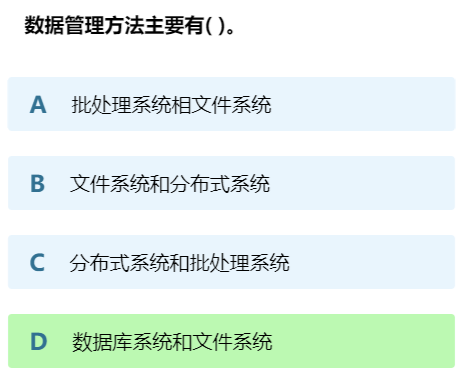 数据管理方法主要有( )。
A 批处理系统相文件系统
B 文件系统和分布式系统
C 分布式系统和批处理系统
D 数据库系统和文件系统